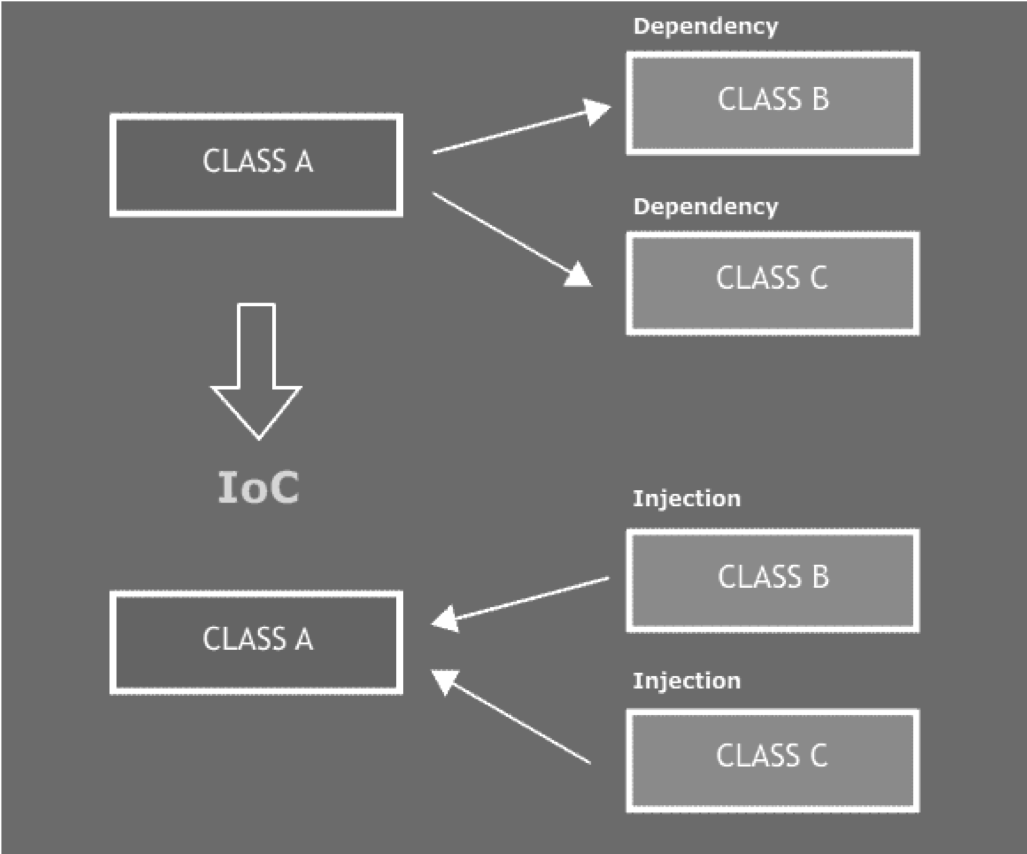 Dependency
CLASS B
CLASS A
Dependency
CLASS C
IoC
Injection
CLASS B
CLASS A
Injection
CLASS C